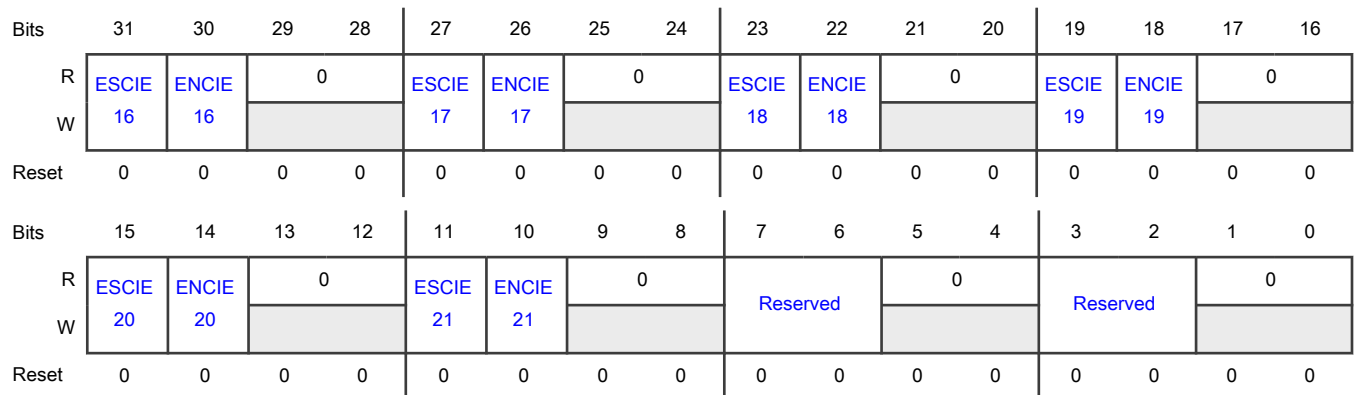 Bits 31 30 29 28 27 26 25 24 23 22 21 20 19 18 17 16
R ESCIE 16 ENCIE 16 0 ESCIE 17 ENCIE 17 0 ESCIE 18 ENCIE 18 0 ESCIE 19 ENCIE 19 0
W
Reset 0 0 0 0 0 0 0 0 0 0 0 0 0 0 0 0
Bits 15 14 13 12 11 10 9 8 7 6 5 4 3 2 1 0
R ESCIE 20 ENCIE 20 0 ESCIE 21 ENCIE 21 0 Reserved 0 Reserved 0
W
Reset 0 0 0 0 0 0 0 0 0 0 0 0 0 0 0 0